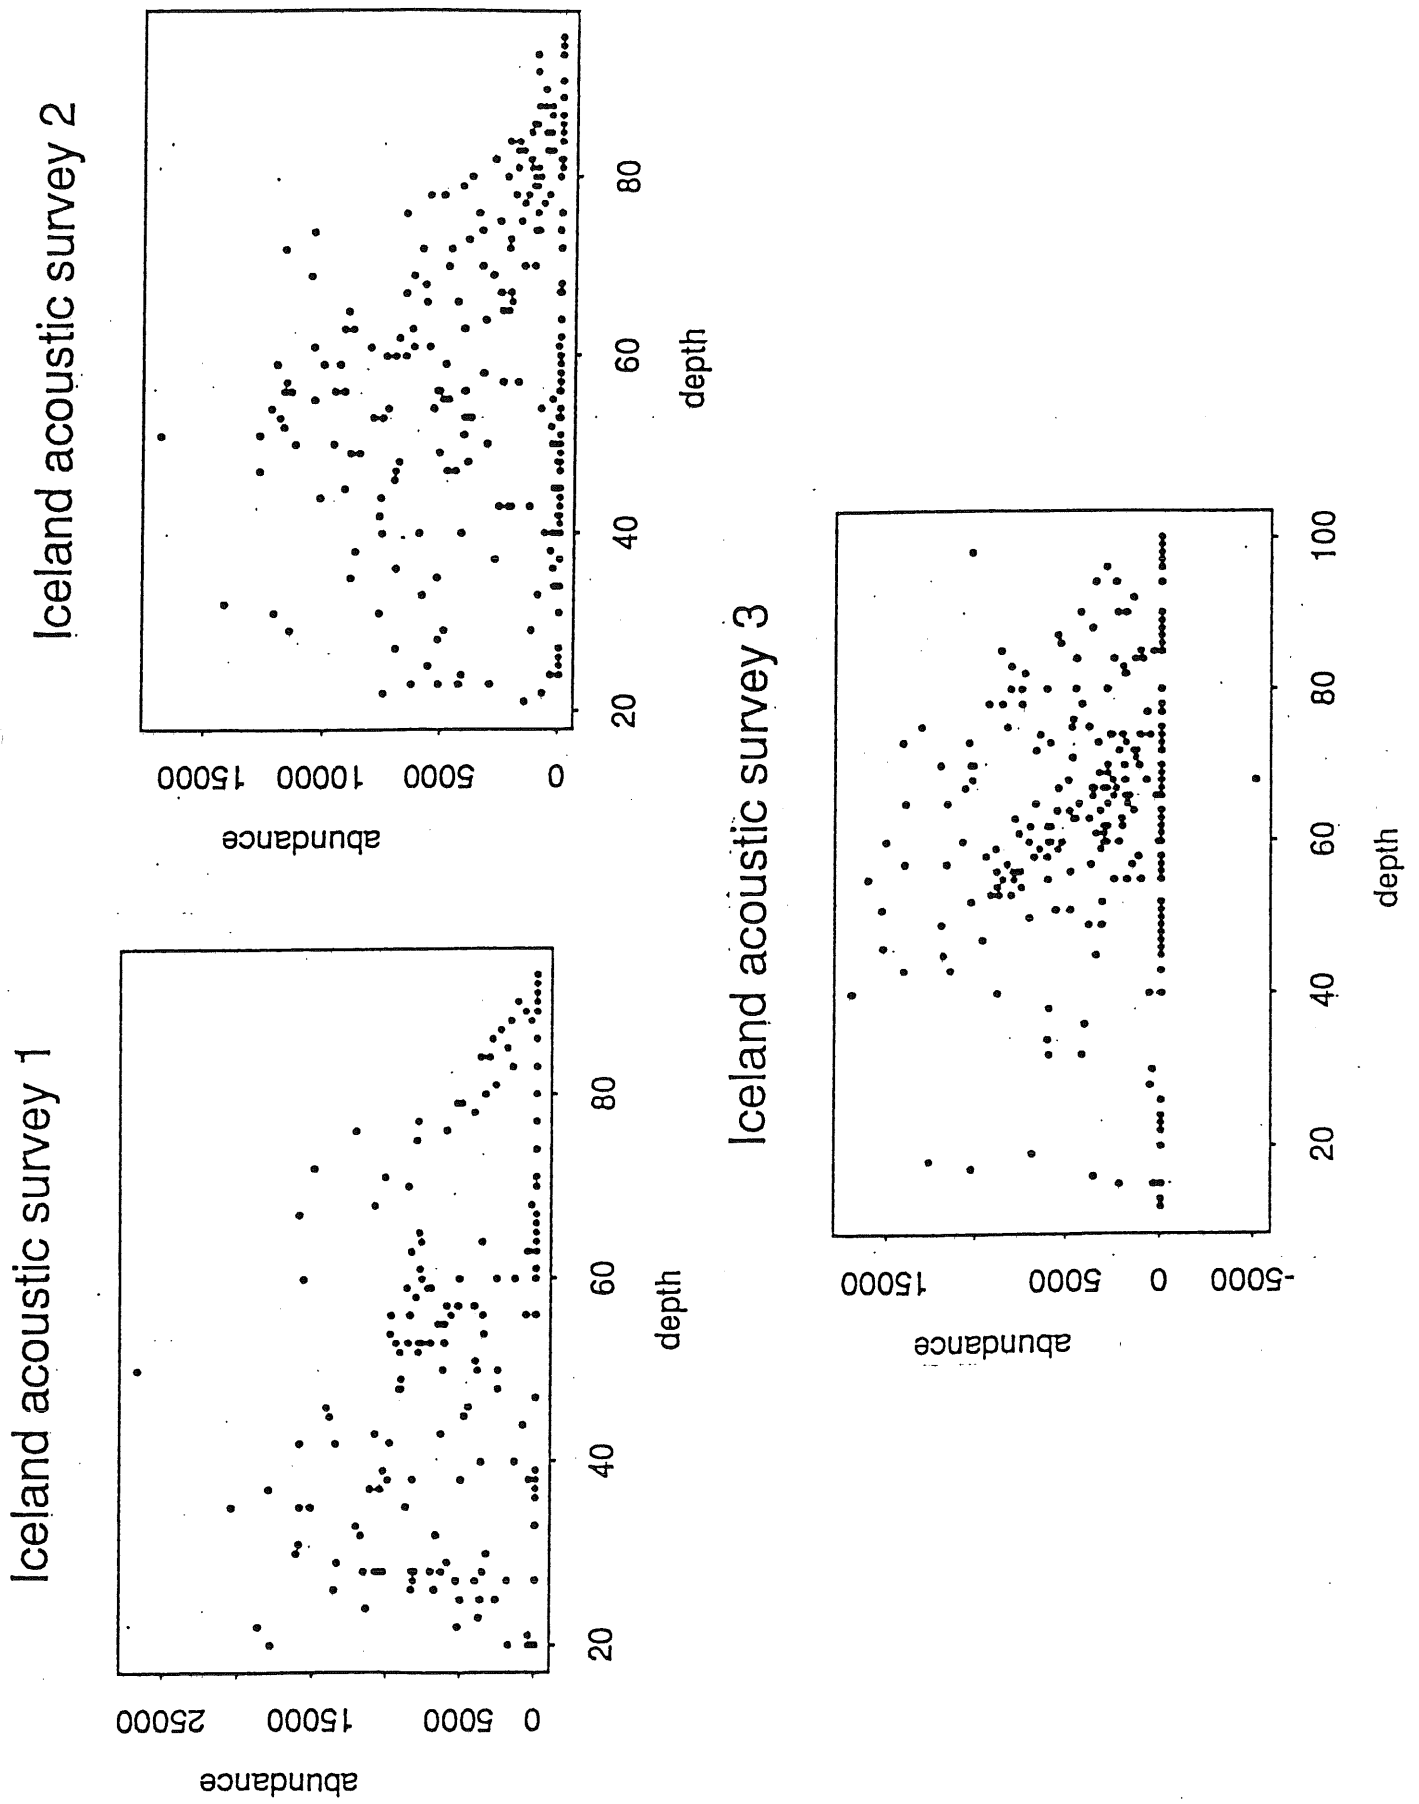 Iceland acoustic survey 1
abundance
0 5000 15000 25000
20 40 60 80
depth
Iceland acoustic survey 2
abundance
0 5000 10000 15000
20 40 60 80
depth
Iceland acoustic survey 3
abundance
-5000 0 5000 15000
20 40 60 80 100
depth